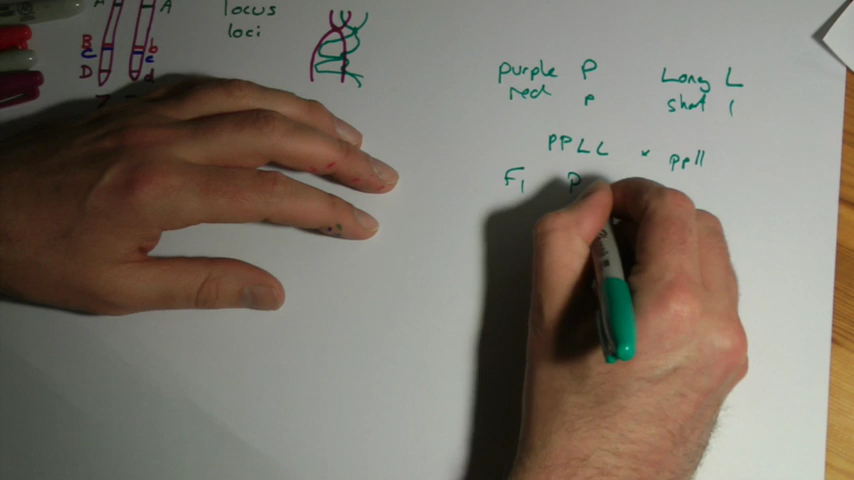 A A
locus
loci
B b
C c
D d
purple P Long L
red p short l
PPLL × ppll
F1 P